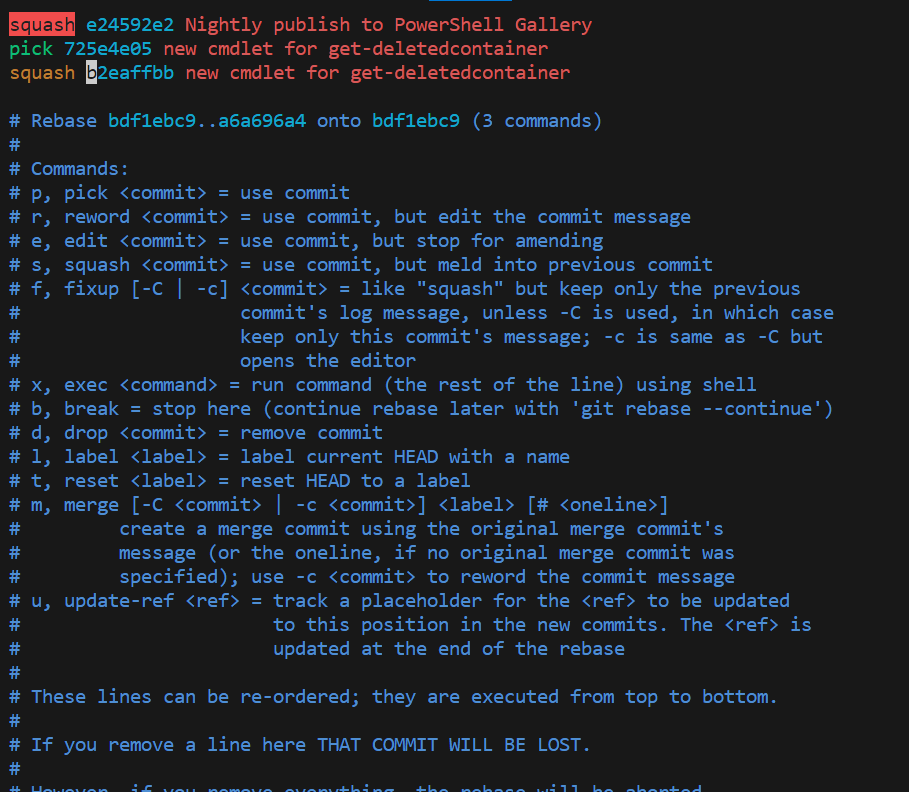 squash e24592e2 Nightly publish to PowerShell Gallery
pick 725e4e05 new cmdlet for get-deletedcontainer
squash b2eaffbb new cmdlet for get-deletedcontainer
# Rebase bdf1ebc9..a6a696a4 onto bdf1ebc9 (3 commands)
#
# Commands:
# p, pick <commit> = use commit
# r, reword <commit> = use commit, but edit the commit message
# e, edit <commit> = use commit, but stop for amending
# s, squash <commit> = use commit, but meld into previous commit
# f, fixup [-C | -c] <commit> = like "squash" but keep only the previous
#                    commit's log message, unless -C is used, in which case
#                    keep only this commit's message; -c is same as -C but
#                    opens the editor
# x, exec <command> = run command (the rest of the line) using shell
# b, break = stop here (continue rebase later with 'git rebase --continue')
# d, drop <commit> = remove commit
# l, label <label> = label current HEAD with a name
# t, reset <label> = reset HEAD to a label
# m, merge [-C <commit> | -c <commit>] <label> [# <oneline>]
#         create a merge commit using the original merge commit's
#         message (or the oneline, if no original merge commit was
#         specified); use -c <commit> to reword the commit message
# u, update-ref <ref> = track a placeholder for the <ref> to be updated
#                       to this position in the new commits. The <ref> is
#                       updated at the end of the rebase
#
# These lines can be re-ordered; they are executed from top to bottom.
#
# If you remove a line here THAT COMMIT WILL BE LOST.
#
# However, if you remove everything, the rebase will be aborted.